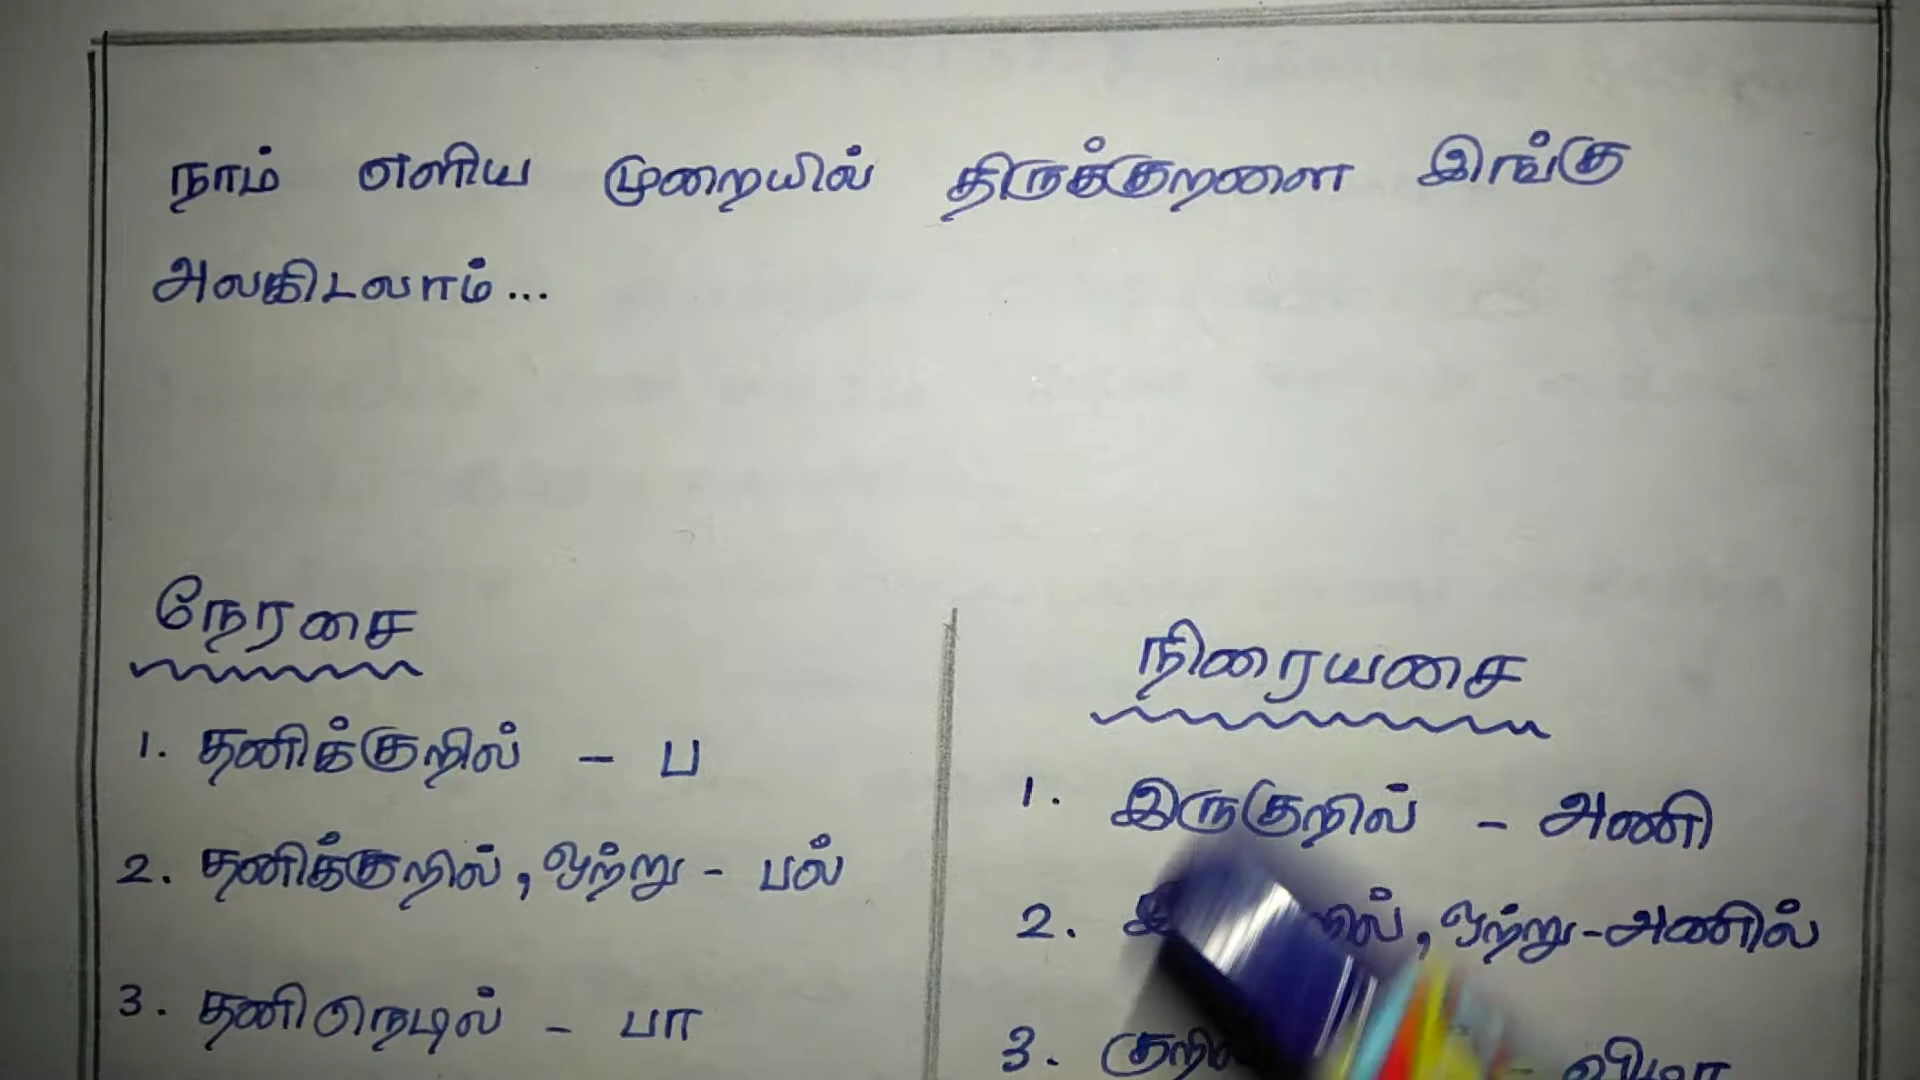 நாம் எளிய முறையில் திருக்குறளை இங்கு
அலகிடலாம்...
நேரசை
1. தனிக்குறில் - ப
2. தனிக்குறில், ஒற்று - பல்
3. தனிநெடில் - பா
நிரையசை
1. இருகுறில் - அணி
2. ஒற்று - அணில்
3.